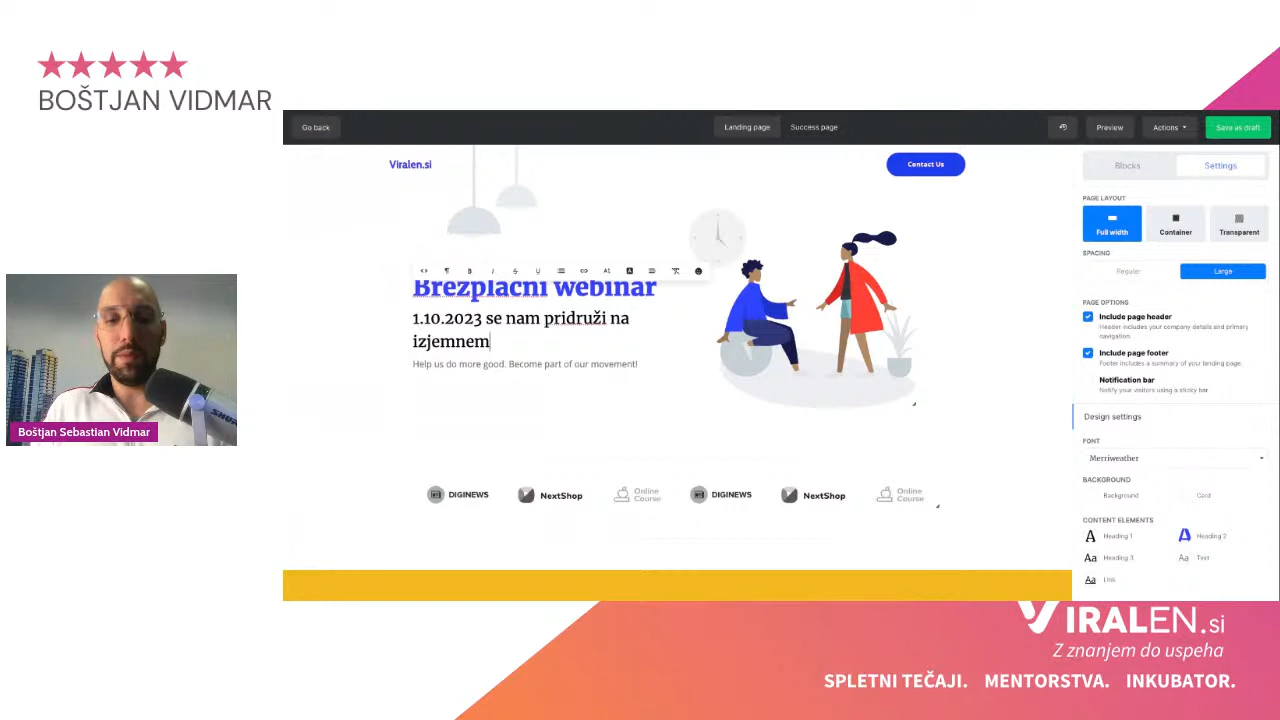 BOŠTJAN VIDMAR
Go back
Landing page
Success page
Preview
Actions
Save as draft
Viralen.si
Contact Us
Brezplačni webinar
1.10.2023 se nam pridruži na
izjemnem
Help us do more good. Become part of our movement!
DIGINEWS
NextShop
Online
Course
DIGINEWS
NextShop
Online
Course
Blocks
Settings
PAGE LAYOUT
Full width
Container
Transparent
SPACING
Regular
Large
PAGE OPTIONS
Include page header
Header includes your company details and primary
navigation.
Include page footer
Footer includes a summary of your landing page.
Notification bar
Notify your visitors using a sticky bar
Design settings
FONT
Merriweather
BACKGROUND
Background
Card
CONTENT ELEMENTS
A Heading 1
A Heading 2
Aa Heading 3
Aa Text
Aa Link
SHURE
Boštjan Sebastian Vidmar
VIRALEN.si
Z znanjem do uspeha
SPLETNI TEČAJI. MENTORSTVA. INKUBATOR.